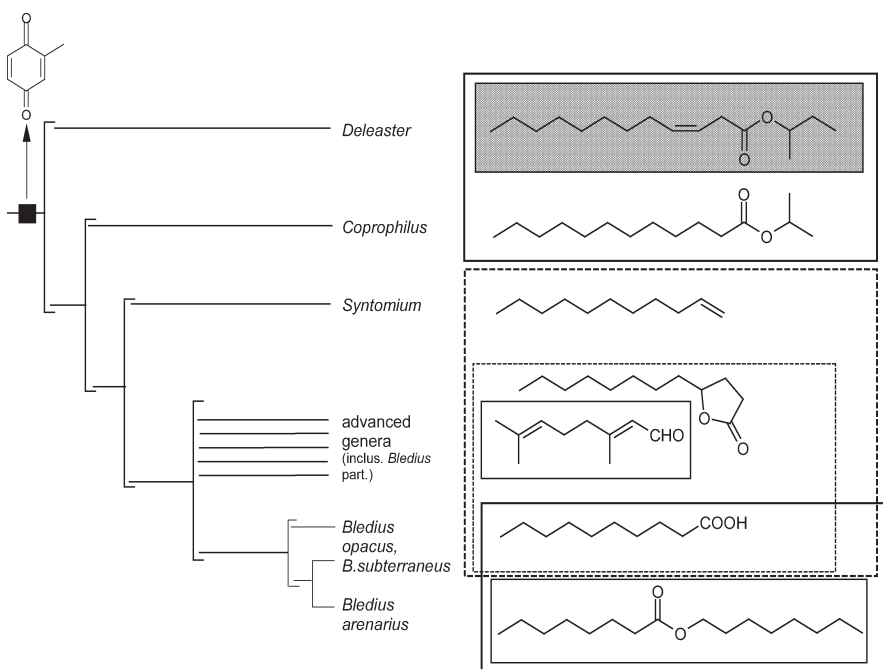 O
O
Deleaster
O
O
Coprophilus
O
O
Syntomium
advanced
genera
(inclus. Bledius
part.)
O
O
CHO
Bledius
opacus,
B.subterraneus
COOH
Bledius
arenarius
O
O